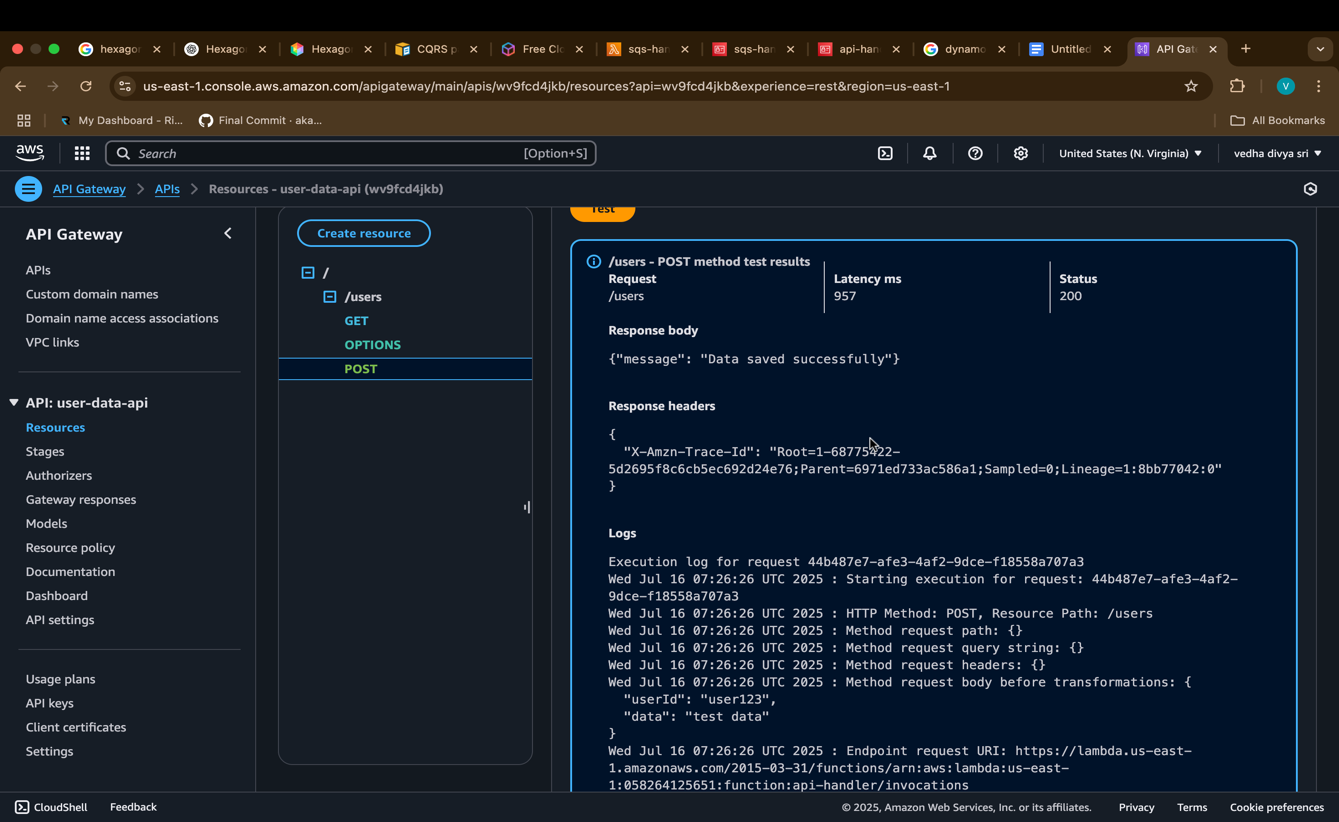 hexagor
Hexago
Hexago
CQRS p
Free Clo
sqs-han
sqs-han
api-han
dynamo
Untitled
API Gat
us-east-1.console.aws.amazon.com/apigateway/main/apis/wv9fcd4jkb/resources?api=wv9fcd4jkb&experience=rest&region=us-east-1
V
My Dashboard - Ri...
Final Commit · aka...
All Bookmarks
aws
Search
[Option+S]
United States (N. Virginia)
vedha divya sri
API Gateway
APIs
Resources - user-data-api (wv9fcd4jkb)
API Gateway
APIs
Custom domain names
Domain name access associations
VPC links
API: user-data-api
Resources
Stages
Authorizers
Gateway responses
Models
Resource policy
Documentation
Dashboard
API settings
Usage plans
API keys
Client certificates
Settings
Create resource
/
/users
GET
OPTIONS
POST
Test
/users - POST method test results
Request
/users
Latency ms
957
Status
200
Response body
{"message": "Data saved successfully"}
Response headers
{
"X-Amzn-Trace-Id": "Root=1-68775422-
5d2695f8c6cb5ec692d24e76;Parent=6971ed733ac586a1;Sampled=0;Lineage=1:8bb77042:0"
}
Logs
Execution log for request 44b487e7-afe3-4af2-9dce-f18558a707a3
Wed Jul 16 07:26:26 UTC 2025 : Starting execution for request: 44b487e7-afe3-4af2-
9dce-f18558a707a3
Wed Jul 16 07:26:26 UTC 2025 : HTTP Method: POST, Resource Path: /users
Wed Jul 16 07:26:26 UTC 2025 : Method request path: {}
Wed Jul 16 07:26:26 UTC 2025 : Method request query string: {}
Wed Jul 16 07:26:26 UTC 2025 : Method request headers: {}
Wed Jul 16 07:26:26 UTC 2025 : Method request body before transformations: {
"userId": "user123",
"data": "test data"
}
Wed Jul 16 07:26:26 UTC 2025 : Endpoint request URI: https://lambda.us-east-
1.amazonaws.com/2015-03-31/functions/arn:aws:lambda:us-east-
1:058264125651:function:api-handler/invocations
CloudShell
Feedback
© 2025, Amazon Web Services, Inc. or its affiliates.
Privacy
Terms
Cookie preferences